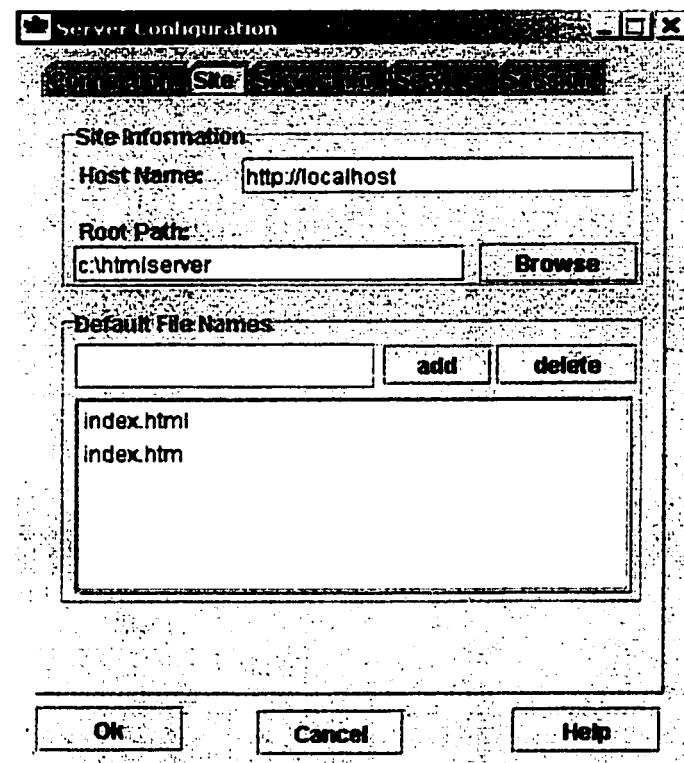 Server Configuration
Site
Site Information
Host Name: http://localhost
Root Path:
c:\htmlserver Browse
Default File Names
add delete
index.html
index.htm
Ok Cancel Help